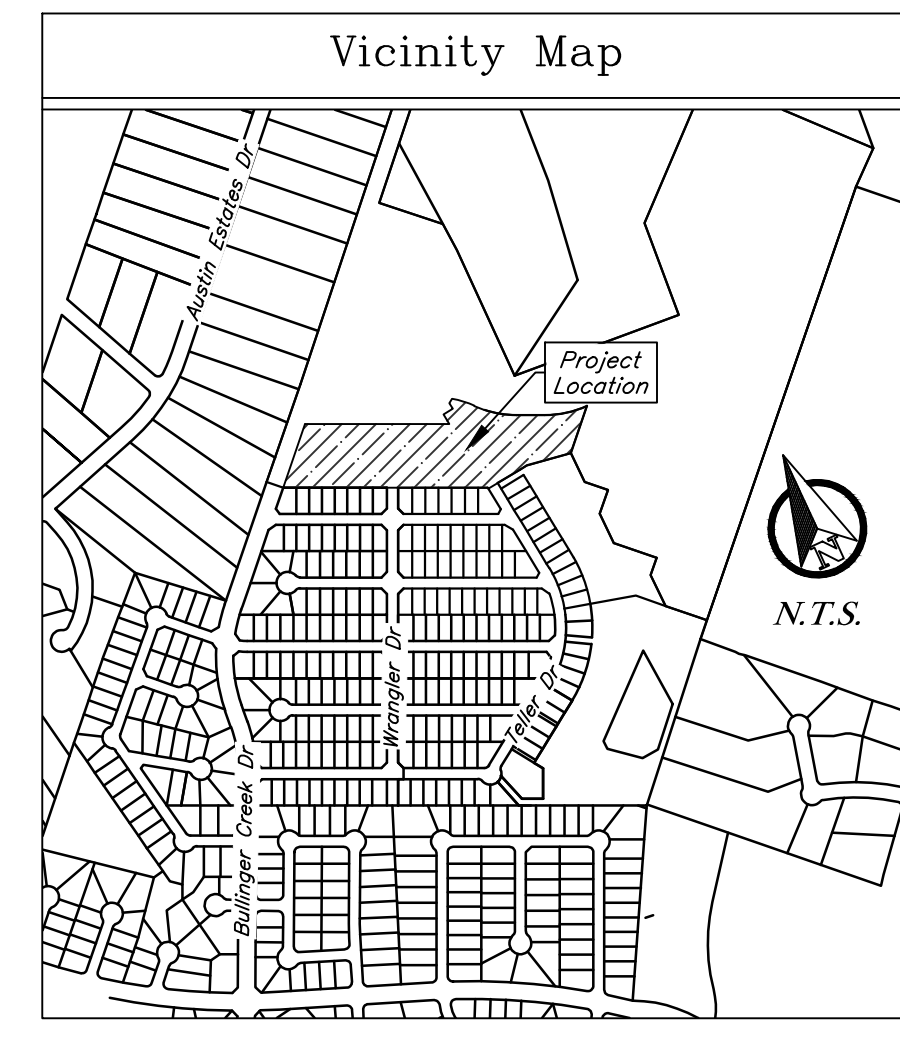 Vicinity Map
Austin Estates Dr
Project
Location
N
N.T.S.
Wrangler Dr
Teller Dr
Bullinger Creek Dr